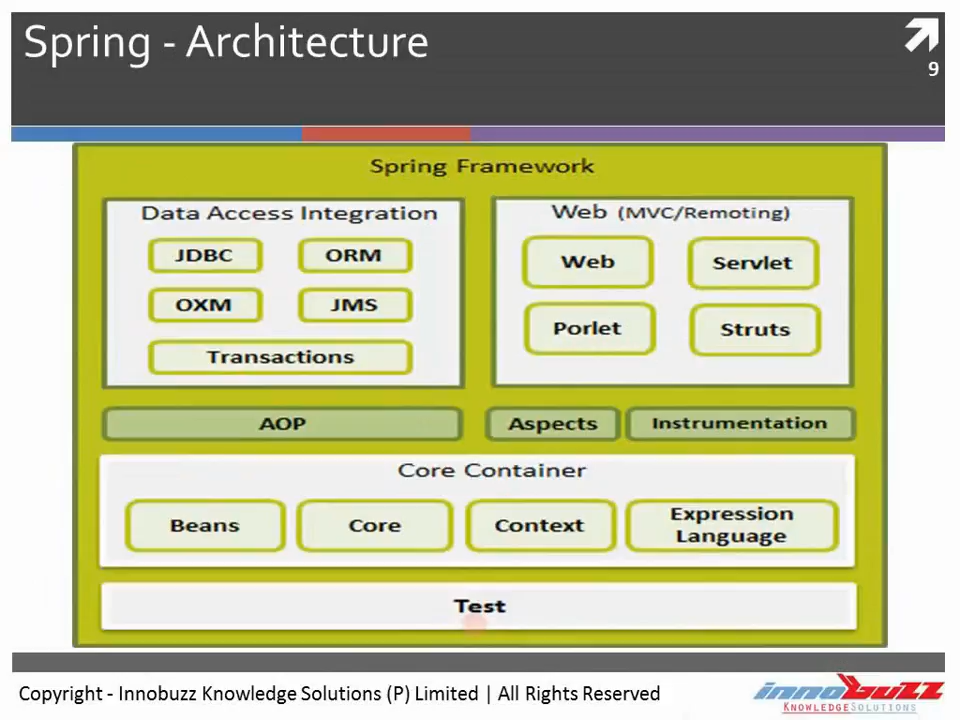 Spring - Architecture
9
Spring Framework
Data Access Integration
JDBC
ORM
OXM
JMS
Transactions
Web (MVC/Remoting)
Web
Servlet
Porlet
Struts
AOP
Aspects
Instrumentation
Core Container
Beans
Core
Context
Expression
Language
Test
Copyright - Innobuzz Knowledge Solutions (P) Limited | All Rights Reserved
innobuzz
KNOWLEDGESOLUTIONS